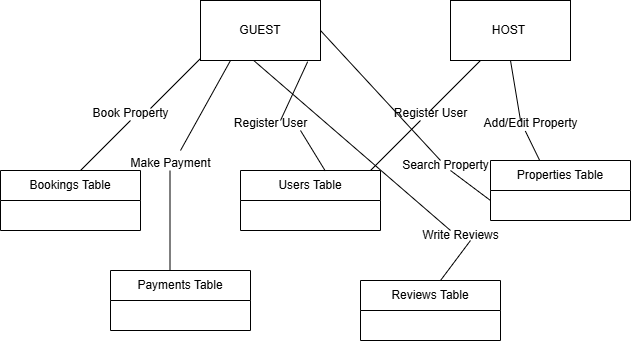 GUEST
HOST
Book Property
Register User
Register User
Add/Edit Property
Make Payment
Search Property
Bookings Table
Users Table
Properties Table
Write Reviews
Payments Table
Reviews Table